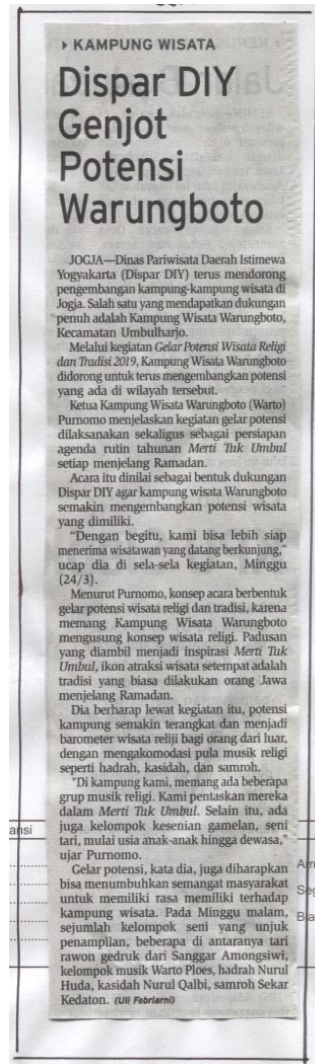 ▸ KAMPUNG WISATA
Dispar DIY
Genjot
Potensi
Warungboto
JOGJA—Dinas Pariwisata Daerah Istimewa
Yogyakarta (Dispar DIY) terus mendorong
pengembangan kampung-kampung wisata di
Jogja. Salah satu yang mendapatkan dukungan
penuh adalah Kampung Wisata Warungboto,
Kecamatan Umbulharjo.
Melalui kegiatan Gelar Potensi Wisata Religi
dan Tradisi 2019, Kampung Wisata Warungboto
didorong untuk terus mengembangkan potensi
yang ada di wilayah tersebut.
Ketua Kampung Wisata Warungboto (Warto)
Purnomo menjelaskan kegiatan gelar potensi
dilaksanakan sekaligus sebagai persiapan
agenda rutin tahunan Merti Tuk Umbul
setiap menjelang Ramadan.
Acara itu dinilai sebagai bentuk dukungan
Dispar DIY agar kampung wisata Warungboto
semakin mengembangkan potensi wisata
yang dimiliki.
"Dengan begitu, kami bisa lebih siap
menerima wisatawan yang datang berkunjung,"
ucap dia di sela-sela kegiatan, Minggu
(24/3).
Menurut Purnomo, konsep acara berbentuk
gelar potensi wisata religi dan tradisi, karena
memang Kampung Wisata Warungboto
mengusung konsep wisata religi. Padusan
yang diambil menjadi inspirasi Merti Tuk
Umbul, ikon atraksi wisata setempat adalah
tradisi yang biasa dilakukan orang Jawa
menjelang Ramadan.
Dia berharap lewat kegiatan itu, potensi
kampung semakin terangkat dan menjadi
barometer wisata reliji bagi orang dari luar,
dengan mengakomodasi pula musik religi
seperti hadrah, kasidah, dan samroh.
"Di kampung kami, memang ada beberapa
grup musik religi. Kami pentaskan mereka
dalam Merti Tuk Umbul. Selain itu, ada
juga kelompok kesenian gamelan, seni
tari, mulai usia anak-anak hingga dewasa,"
ujar Purnomo.
Gelar potensi, kata dia, juga diharapkan
bisa menumbuhkan semangat masyarakat
untuk memiliki rasa memiliki terhadap
kampung wisata. Pada Minggu malam,
sejumlah kelompok seni yang unjuk
penampilan, beberapa di antaranya tari
rawon gedruk dari Sanggar Amongsiwi,
kelompok musik Warto Ploes, hadrah Nurul
Huda, kasidah Nurul Qalbi, samroh Sekar
Kedaton. (Uli Febriarni)